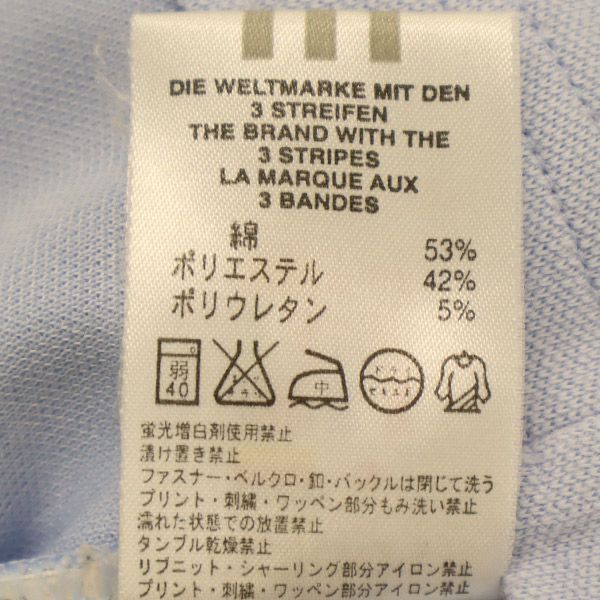 DIE WELTMARKE MIT DEN
3 STREIFEN
THE BRAND WITH THE
3 STRIPES
LA MARQUE AUX
3 BANDES
綿 53%
ポリエステル 42%
ポリウレタン 5%
弱
40
中
ドライ
蛍光増白剤使用禁止
漬け置き禁止
ファスナー・ベルクロ・釦・バックルは閉じて洗う
プリント・刺繍・ワッペン部分もみ洗い禁止
濡れた状態での放置禁止
タンブル乾燥禁止
リブニット・シャーリング部分アイロン禁止
プリント・刺繍・ワッペン部分アイロン禁止